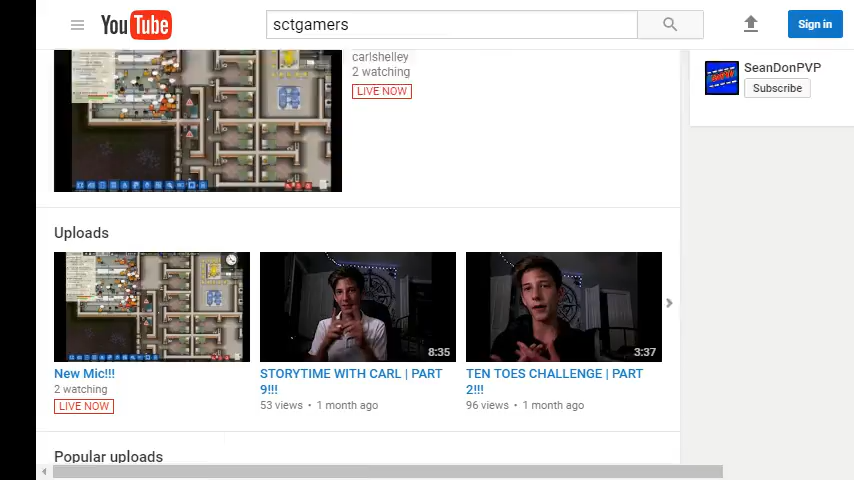 YouTube
sctgamers
Sign in
carlshelley
2 watching
LIVE NOW
SeanDonPVP
Subscribe
Uploads
8:35
3:37
New Mic!!!
2 watching
LIVE NOW
STORYTIME WITH CARL | PART
9!!!
53 views • 1 month ago
TEN TOES CHALLENGE | PART
2!!!
96 views • 1 month ago
Popular uploads